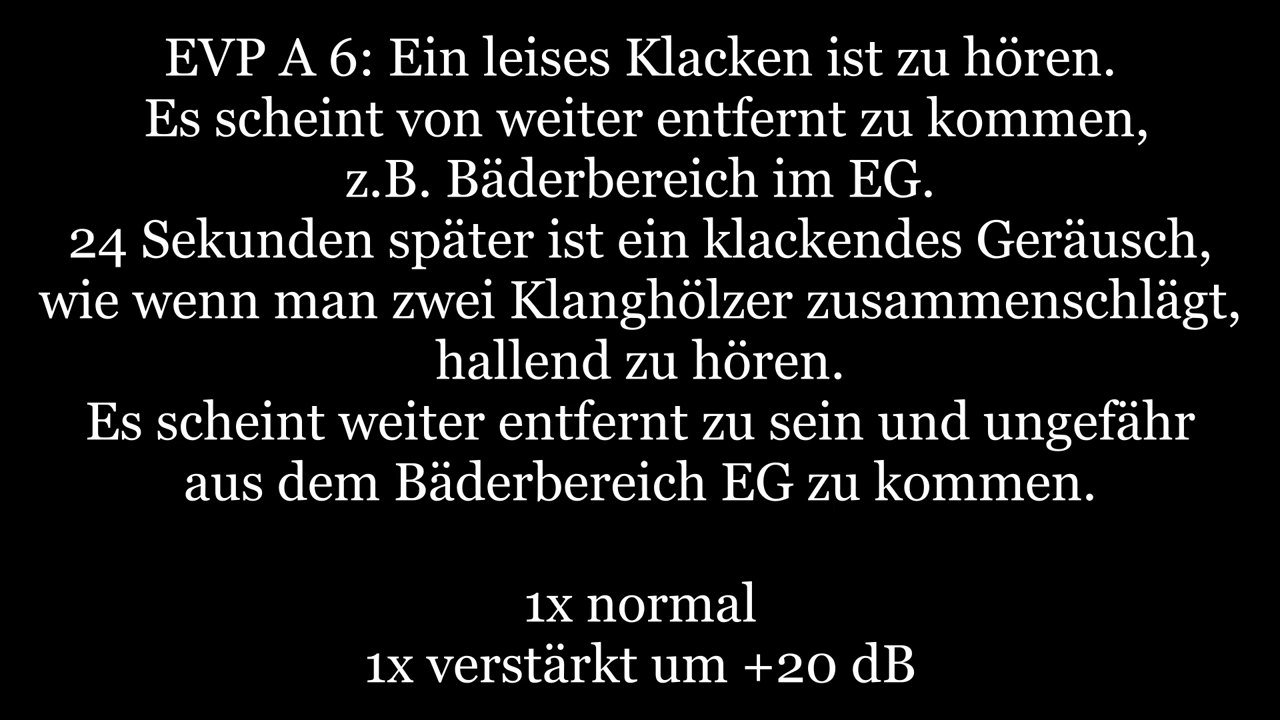 EVP A 6: Ein leises Klacken ist zu hören.
Es scheint von weiter entfernt zu kommen,
z.B. Bäderbereich im EG.
24 Sekunden später ist ein klackendes Geräusch,
wie wenn man zwei Klanghölzer zusammenschlägt,
hallend zu hören.
Es scheint weiter entfernt zu sein und ungefähr
aus dem Bäderbereich EG zu kommen.
1x normal
1x verstärkt um +20 dB